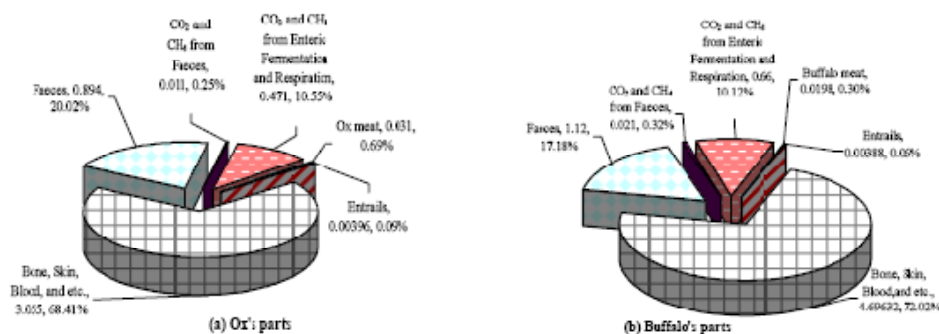 CO2 and
CH4 from
Faeces,
0.011, 0.25%
CO2 and CH4
from Enteric
Fermentation
and Respiration,
0.471, 10.55%
Faeces, 0.894,
20.02%
Ox meat, 0.031,
0.69%
Entrails,
0.00396, 0.09%
Bone, Skin,
Blood, and etc.,
3.055, 68.41%
(a) Ox's parts
CO2 and CH4
from Enteric
Fermentation and
Respiration, 0.66,
10.12%
Buffalo meat,
0.0198, 0.30%
CO2 and CH4
from Faeces,
0.021, 0.32%
Faeces, 1.12,
17.18%
Entrails,
0.00388, 0.06%
Bone, Skin,
Blood,and etc.,
4.69632, 72.02%
(b) Buffalo's parts